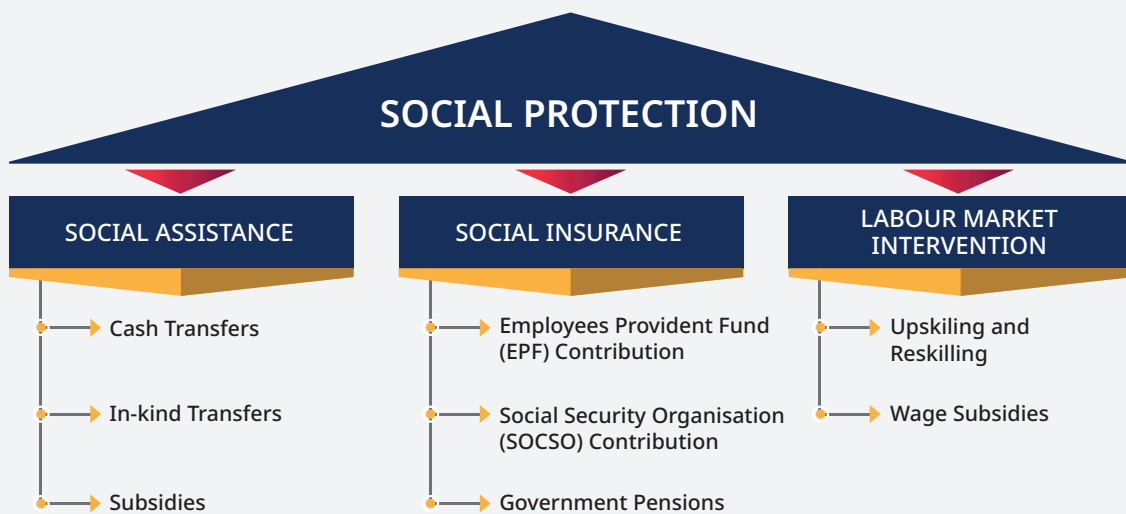 SOCIAL PROTECTION
SOCIAL ASSISTANCE
Cash Transfers
In-kind Transfers
Subsidies
SOCIAL INSURANCE
Employees Provident Fund
(EPF) Contribution
Social Security Organisation
(SOCSO) Contribution
Government Pensions
LABOUR MARKET
INTERVENTION
Upskiling and
Reskilling
Wage Subsidies